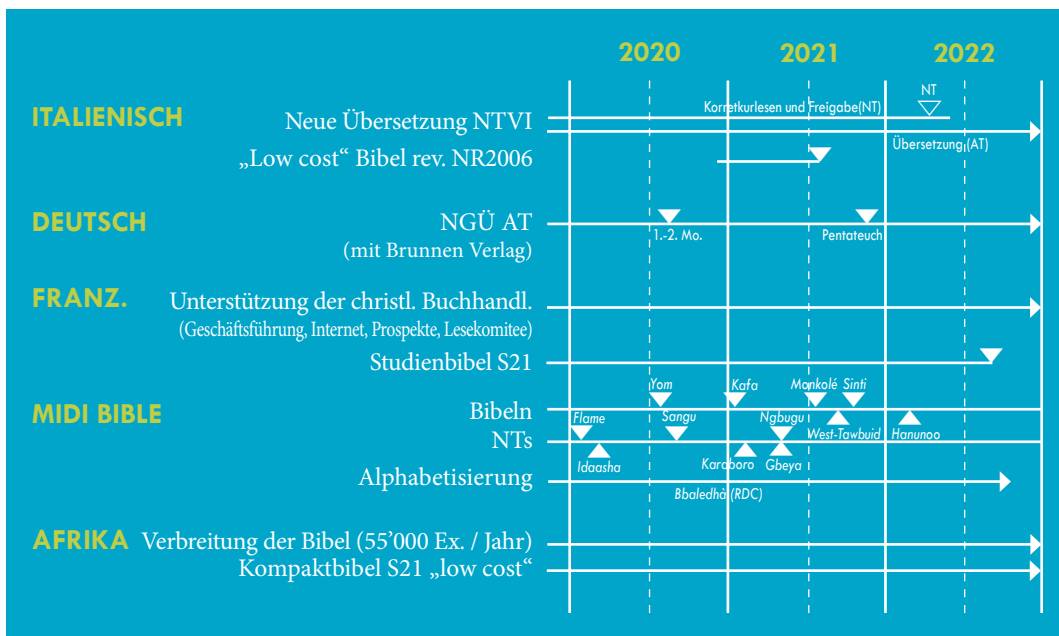 2020 2021 2022
NT
Korretkurlesen und Freigabe(NT)
ITALIENISCH Neue Übersetzung NTVI
Übersetzung (AT)
„Low cost“ Bibel rev. NR2006
DEUTSCH NGÜ AT
1.-2. Mo. Pentateuch
(mit Brunnen Verlag)
FRANZ. Unterstützung der christl. Buchhandl.
(Geschäftsführung, Internet, Prospekte, Lesekomitee)
Studienbibel S21
Yom Kafa Monkolé Sinti
MIDI BIBLE Bibeln
Flame Sangu Ngbugu West-Tawbuid Hanunoo
NTs
Idaasha Karaboro Gbeya
Alphabetisierung
Bbaledhà (RDC)
AFRIKA Verbreitung der Bibel (55’000 Ex. / Jahr)
Kompaktbibel S21 „low cost“